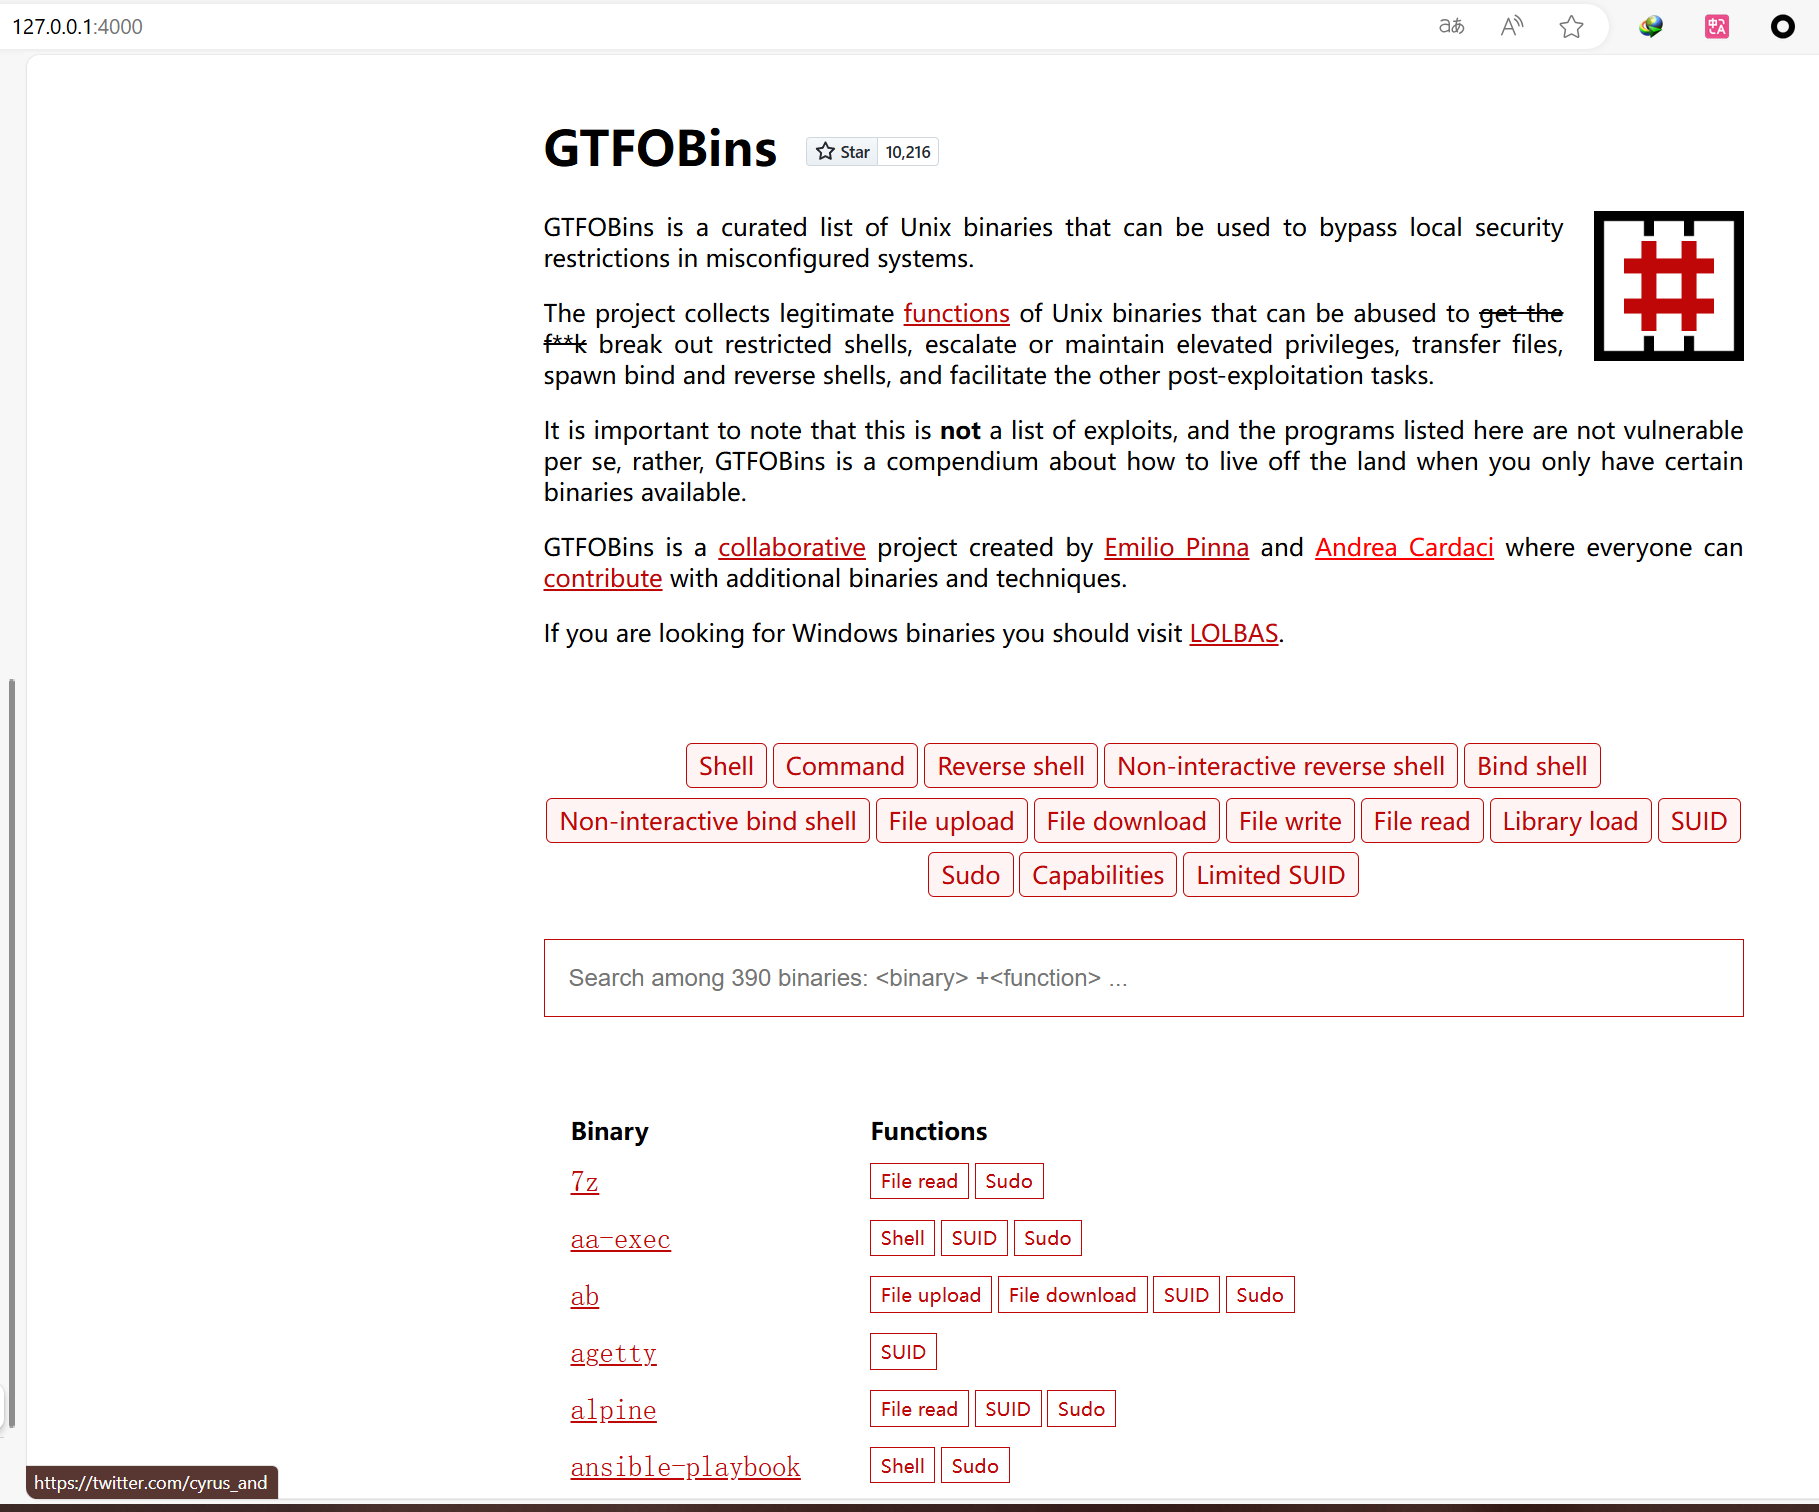 127.0.0.1:4000
GTFOBins Star 10,216
GTFOBins is a curated list of Unix binaries that can be used to bypass local security
restrictions in misconfigured systems.
The project collects legitimate functions of Unix binaries that can be abused to get the
f**k break out restricted shells, escalate or maintain elevated privileges, transfer files,
spawn bind and reverse shells, and facilitate the other post-exploitation tasks.
It is important to note that this is not a list of exploits, and the programs listed here are not vulnerable
per se, rather, GTFOBins is a compendium about how to live off the land when you only have certain
binaries available.
GTFOBins is a collaborative project created by Emilio Pinna and Andrea Cardaci where everyone can
contribute with additional binaries and techniques.
If you are looking for Windows binaries you should visit LOLBAS.
Shell Command Reverse shell Non-interactive reverse shell Bind shell
Non-interactive bind shell File upload File download File write File read Library load SUID
Sudo Capabilities Limited SUID
Search among 390 binaries: <binary> +<function> ...
Binary Functions
7z File read Sudo
aa-exec Shell SUID Sudo
ab File upload File download SUID Sudo
agetty SUID
alpine File read SUID Sudo
ansible-playbook Shell Sudo
https://twitter.com/cyrus_and